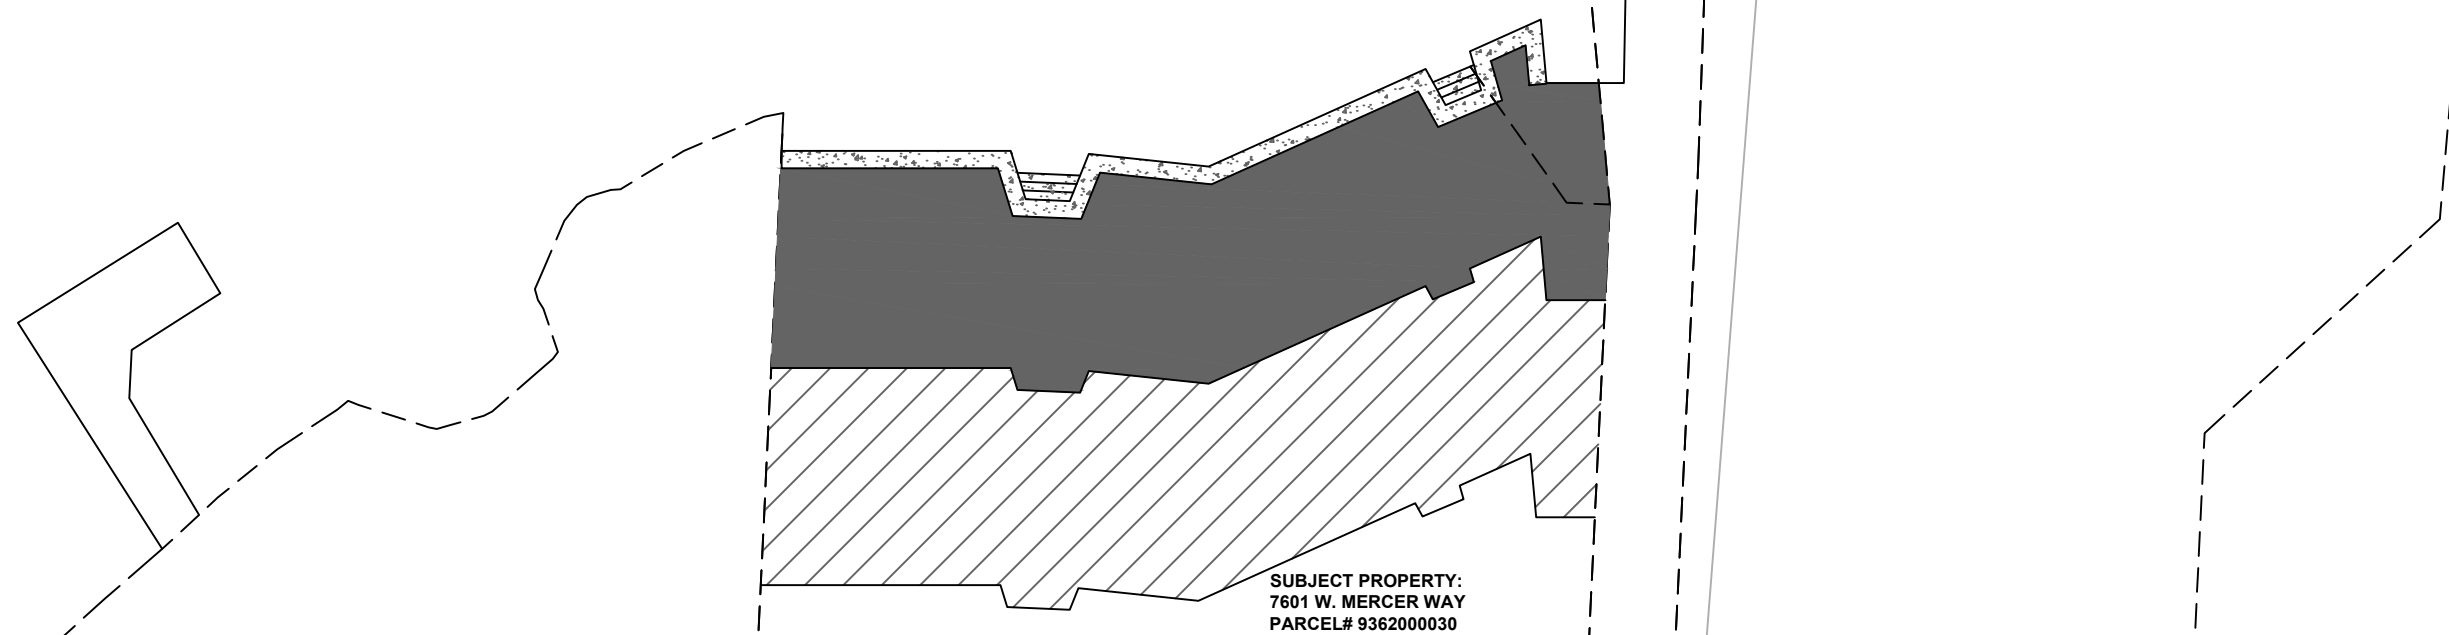 SUBJECT PROPERTY:
7601 W. MERCER WAY
PARCEL# 9362000030